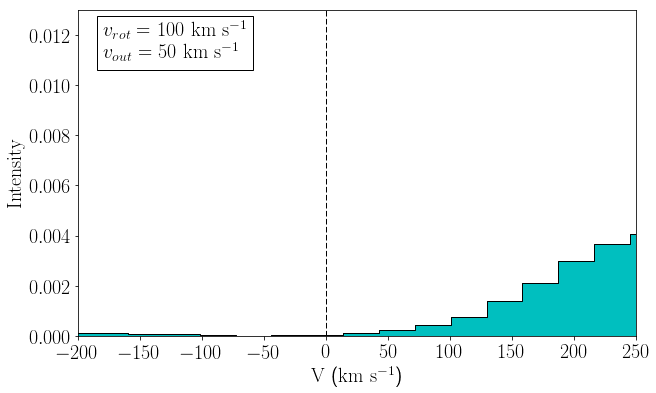 v_rot = 100 km s⁻¹
v_out = 50 km s⁻¹
0.012
0.010
0.008
0.006
0.004
0.002
0.000
Intensity
−200 −150 −100 −50 0 50 100 150 200 250
V (km s⁻¹)